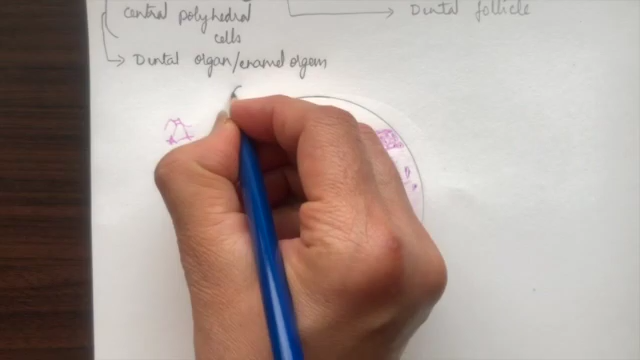 central polyhedral
cells
Dental follicle
Dental organ/enamel organ